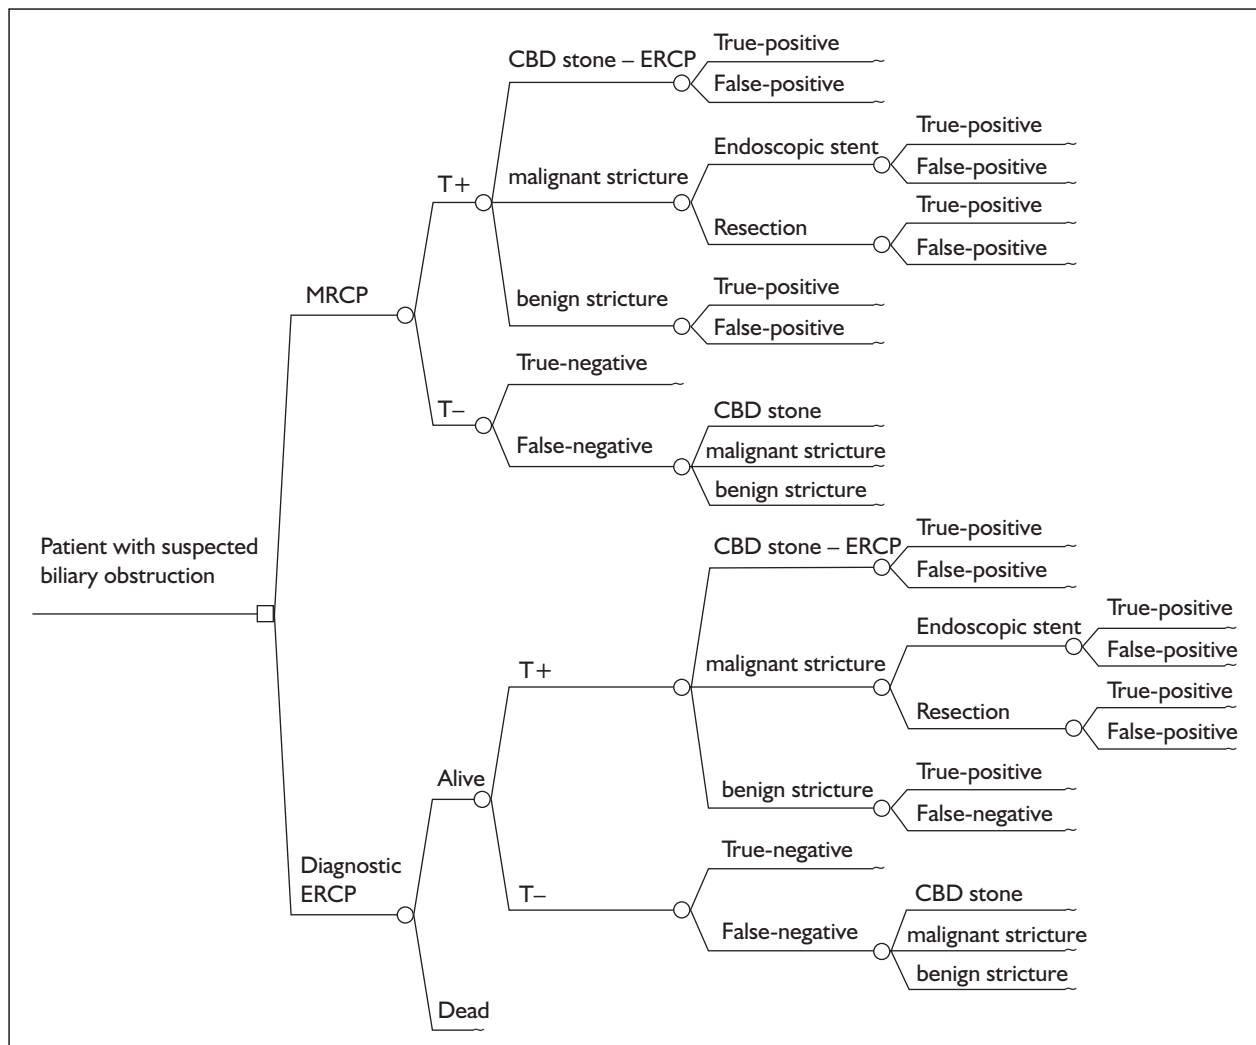 True-positive
CBD stone – ERCP
False-positive
True-positive
Endoscopic stent
False-positive
malignant stricture
T+
True-positive
Resection
False-positive
MRCP
benign stricture
True-positive
False-positive
True-negative
T–
CBD stone
False-negative
malignant stricture
benign stricture
Patient with suspected
biliary obstruction
True-positive
CBD stone – ERCP
False-positive
True-positive
Endoscopic stent
False-positive
T+
malignant stricture
True-positive
Resection
False-positive
Alive
True-positive
benign stricture
False-negative
True-negative
Diagnostic
ERCP
T–
CBD stone
False-negative
malignant stricture
benign stricture
Dead